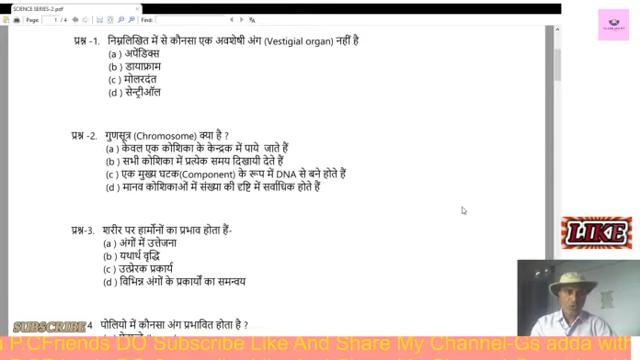 SCIENCE SERIES-2.pdf
Page: 1 / 4
Find:
प्रश्न -1. निम्नलिखित में से कौनसा एक अवशेषी अंग (Vestigial organ) नहीं है
(a ) अपेंडिक्स
(b ) डायाफ्राम
(c ) मोलरदंत
(d ) सेन्ट्रीऑल
प्रश्न -2. गुणसूत्र (Chromosome) क्या है ?
(a ) केवल एक कोशिका के केन्द्रक में पाये जाते हैं
(b ) सभी कोशिका में प्रत्येक समय दिखायी देते हैं
(c ) एक मुख्य घटक(Component) के रूप में DNA से बने होते हैं
(d ) मानव कोशिकाओं में संख्या की दृष्टि में सर्वाधिक होते हैं
प्रश्न-3. शरीर पर हार्मोनों का प्रभाव होता हैं-
(a ) अंगों में उत्तेजना
(b ) यथार्थ वृद्धि
(c ) उत्प्रेरक प्रकार्य
(d ) विभिन्न अंगों के प्रकार्यों का समन्वय
LIKE
4 पोलियो में कौनसा अंग प्रभावित होता है ?
SUBSCRIBE
P.CFriends DO Subscribe Like And Share My Channel-Gs adda with